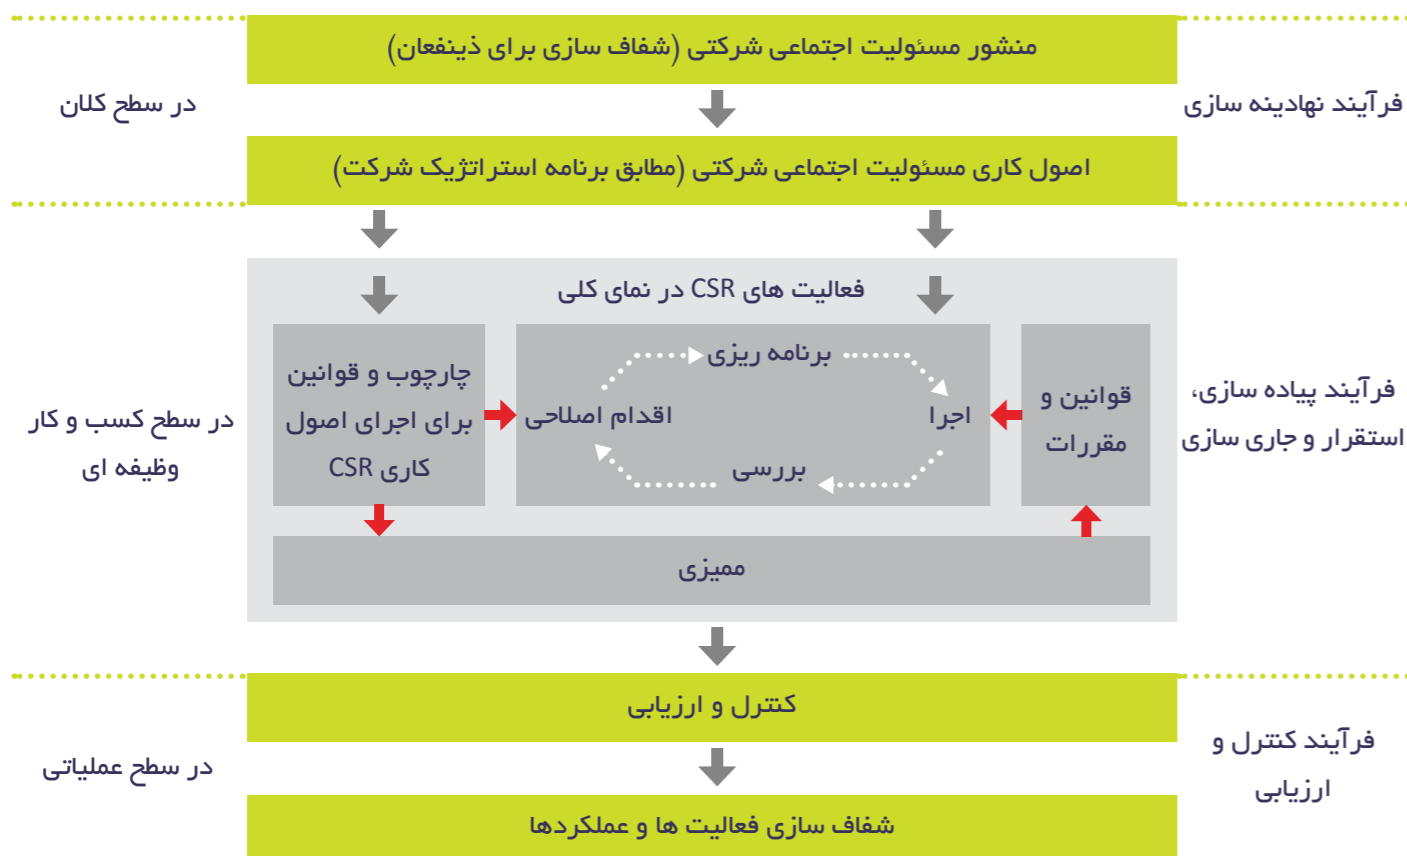 منشور مسئولیت اجتماعی شرکتی (شفاف سازی برای ذینفعان)
فرآیند نهادینه سازی
در سطح کلان
اصول کاری مسئولیت اجتماعی شرکتی (مطابق برنامه استراتژیک شرکت)
فعالیت های CSR در نمای کلی
فرآیند پیاده سازی،
استقرار و جاری سازی
قوانین و
مقررات
برنامه ریزی
اجرا
بررسی
اقدام اصلاحی
چارچوب و قوانین
برای اجرای اصول
کاری CSR
در سطح کسب و کار
وظیفه ای
ممیزی
کنترل و ارزیابی
فرآیند کنترل و
ارزیابی
در سطح عملیاتی
شفاف سازی فعالیت ها و عملکردها